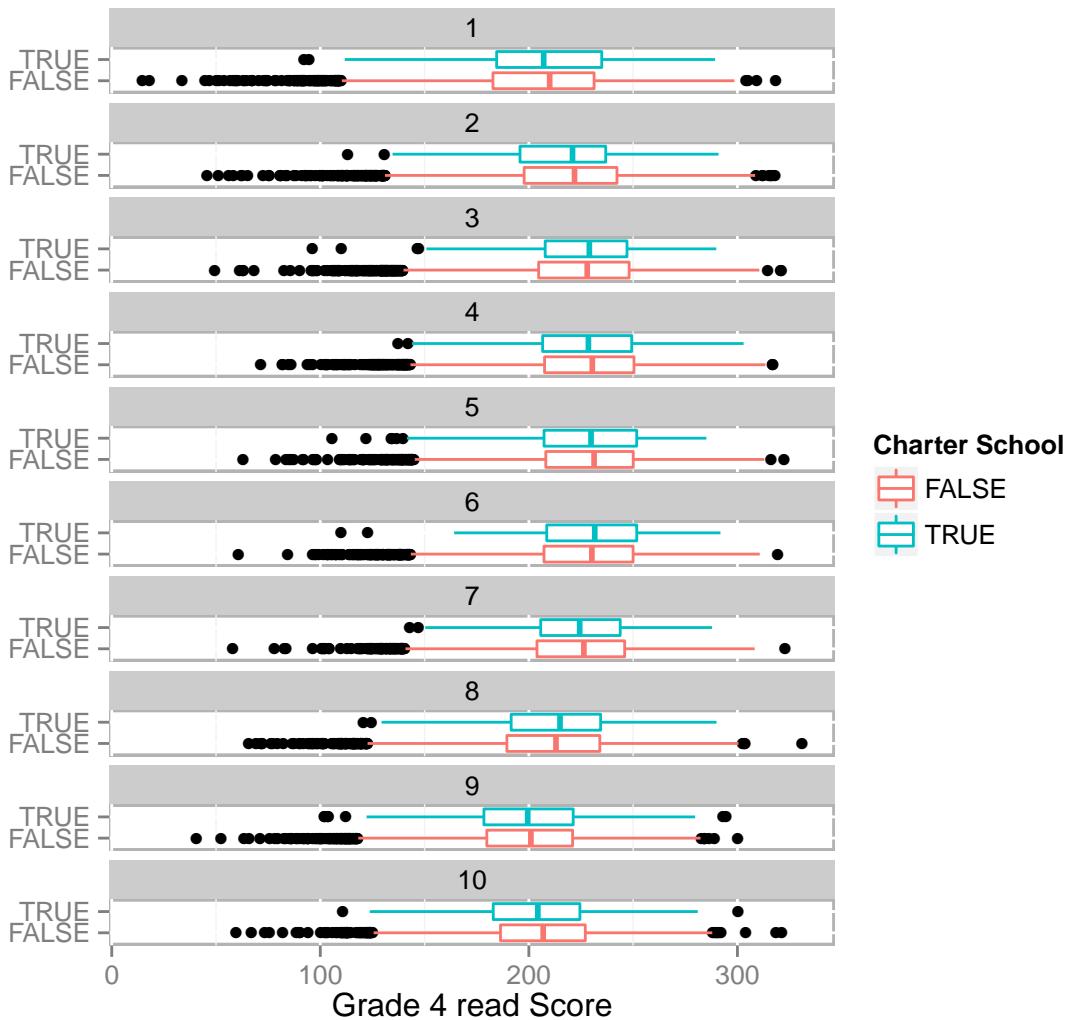 1
TRUE
FALSE
2
TRUE
FALSE
3
TRUE
FALSE
4
TRUE
FALSE
5
TRUE
FALSE
6
TRUE
FALSE
7
TRUE
FALSE
8
TRUE
FALSE
9
TRUE
FALSE
10
TRUE
FALSE
0 100 200 300
Grade 4 read Score
Charter School
FALSE
TRUE